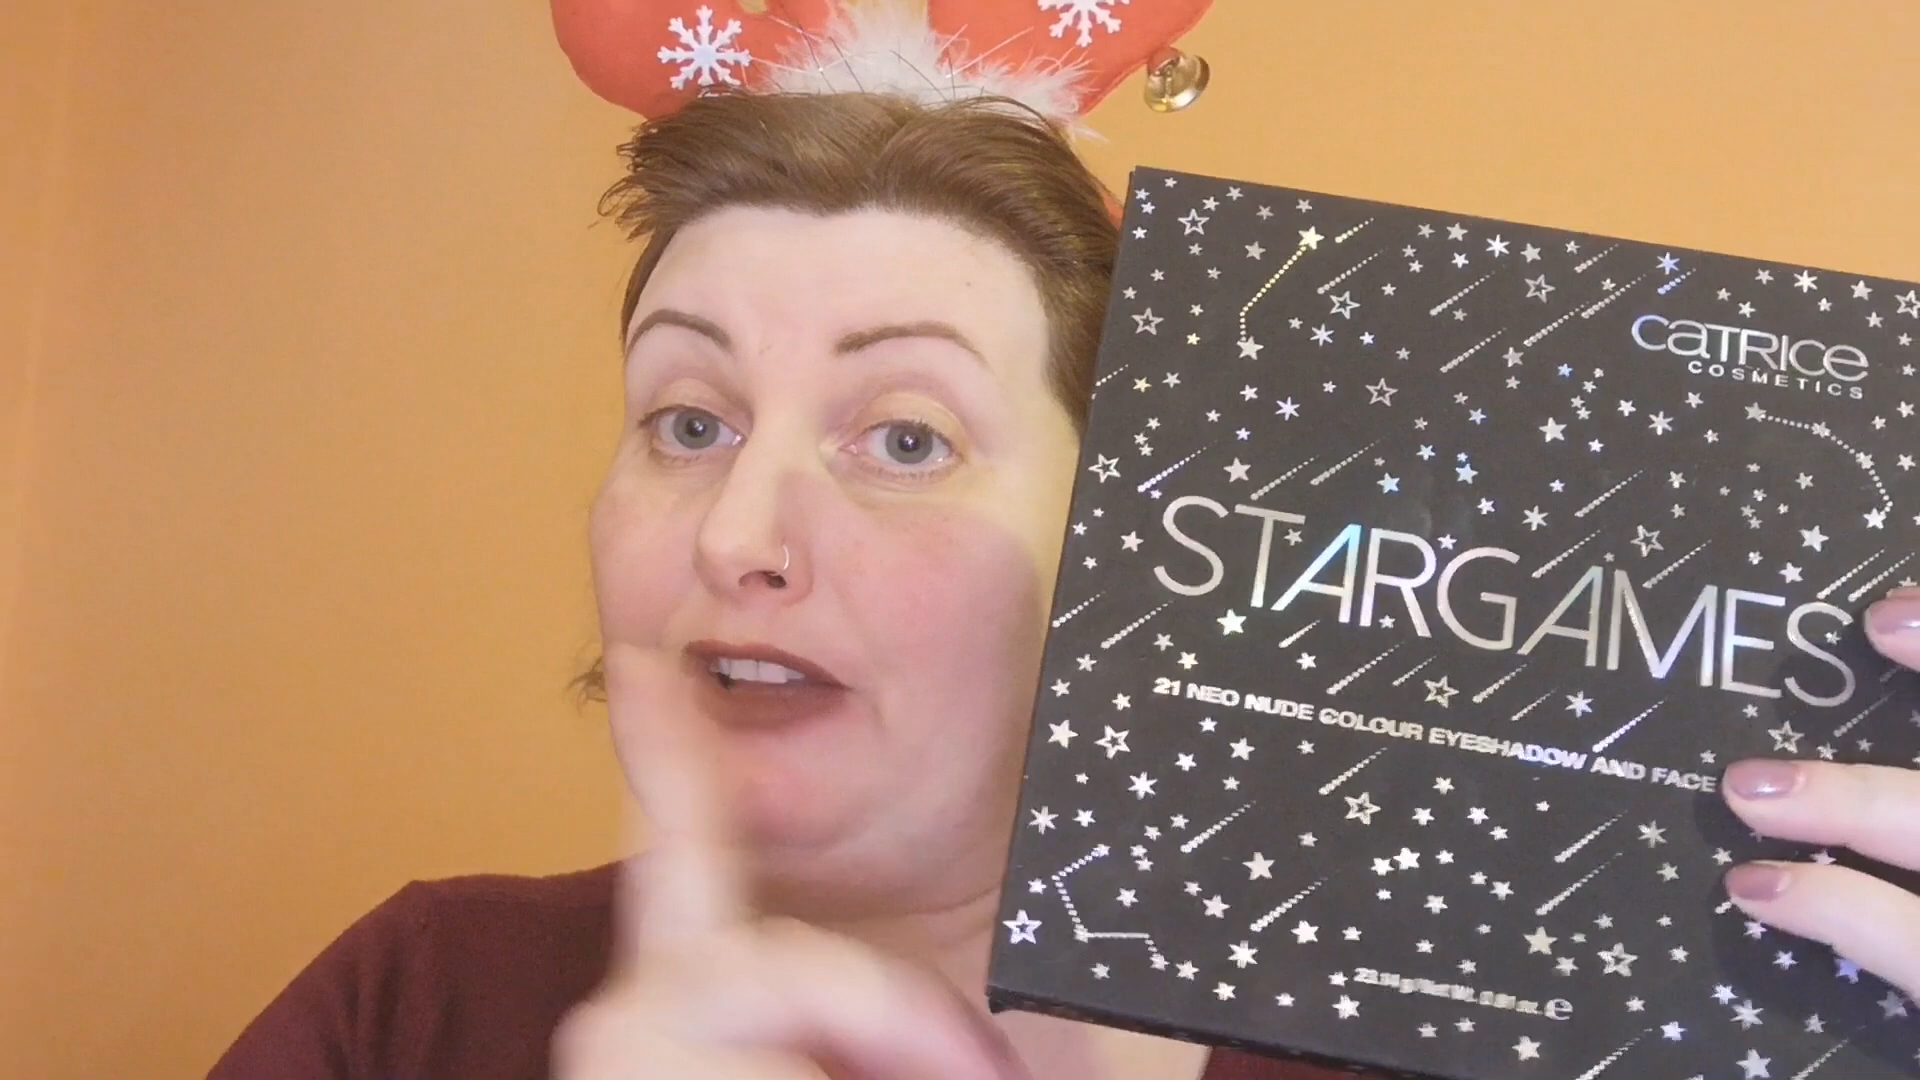 CATRICE
COSMETICS
STARGAMES
21 NEO NUDE COLOUR EYESHADOW AND FACE